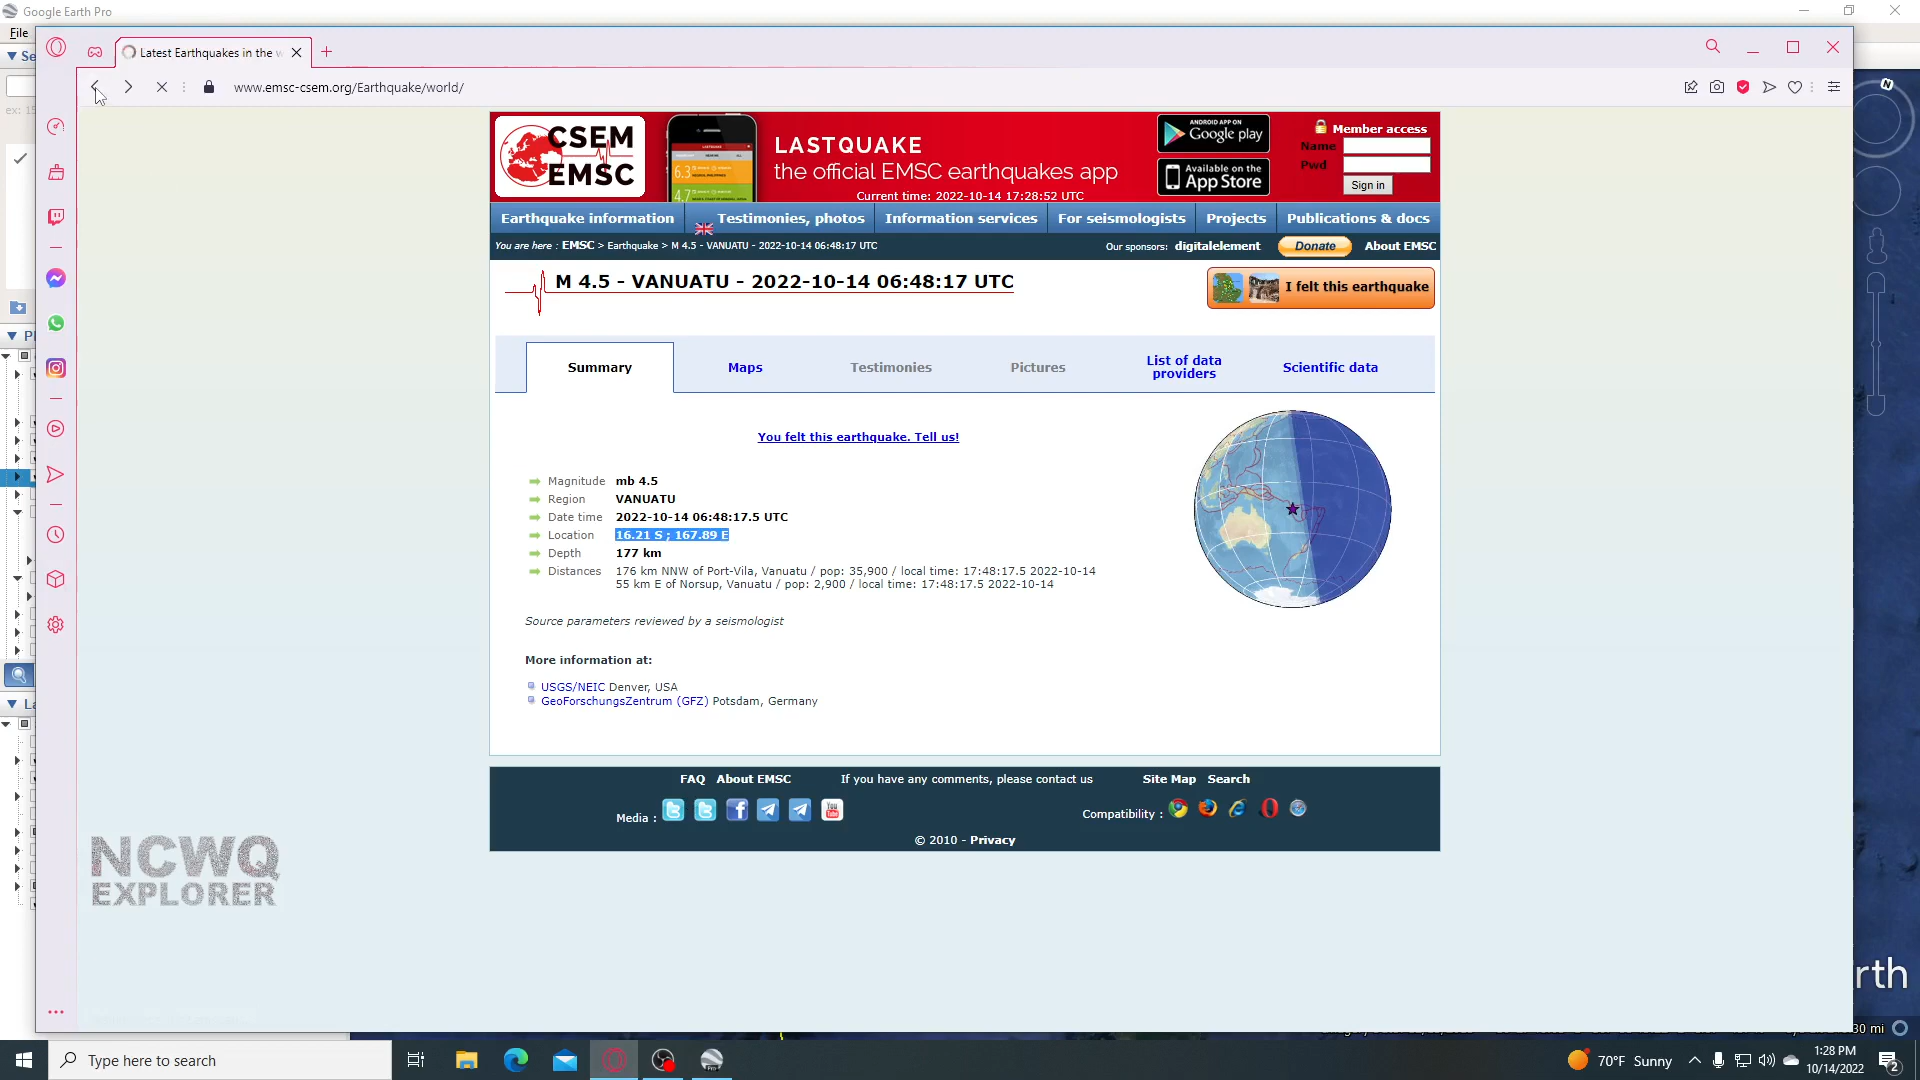 Google Earth Pro
File
Latest Earthquakes in the w
www.emsc-csem.org/Earthquake/world/
CSEM
EMSC
LASTQUAKE
the official EMSC earthquakes app
Current time: 2022-10-14 17:28:52 UTC
ANDROID APP ON
Google play
Available on the
App Store
Member access
Name
Pwd
Sign in
Earthquake information
Testimonies, photos
Information services
For seismologists
Projects
Publications & docs
You are here : EMSC > Earthquake > M 4.5 - VANUATU - 2022-10-14 06:48:17 UTC
Our sponsors: digitalelement
Donate
About EMSC
M 4.5 - VANUATU - 2022-10-14 06:48:17 UTC
I felt this earthquake
Summary
Maps
Testimonies
Pictures
List of data
providers
Scientific data
You felt this earthquake. Tell us!
Magnitude mb 4.5
Region VANUATU
Date time 2022-10-14 06:48:17.5 UTC
Location 16.21 S ; 167.89 E
Depth 177 km
Distances 176 km NNW of Port-Vila, Vanuatu / pop: 35,900 / local time: 17:48:17.5 2022-10-14
55 km E of Norsup, Vanuatu / pop: 2,900 / local time: 17:48:17.5 2022-10-14
Source parameters reviewed by a seismologist
More information at:
USGS/NEIC Denver, USA
GeoForschungsZentrum (GFZ) Potsdam, Germany
FAQ About EMSC If you have any comments, please contact us Site Map Search
Media :
Compatibility :
© 2010 - Privacy
NCWQ
EXPLORER
rth
30 mi
Type here to search
70°F Sunny
1:28 PM
10/14/2022
2